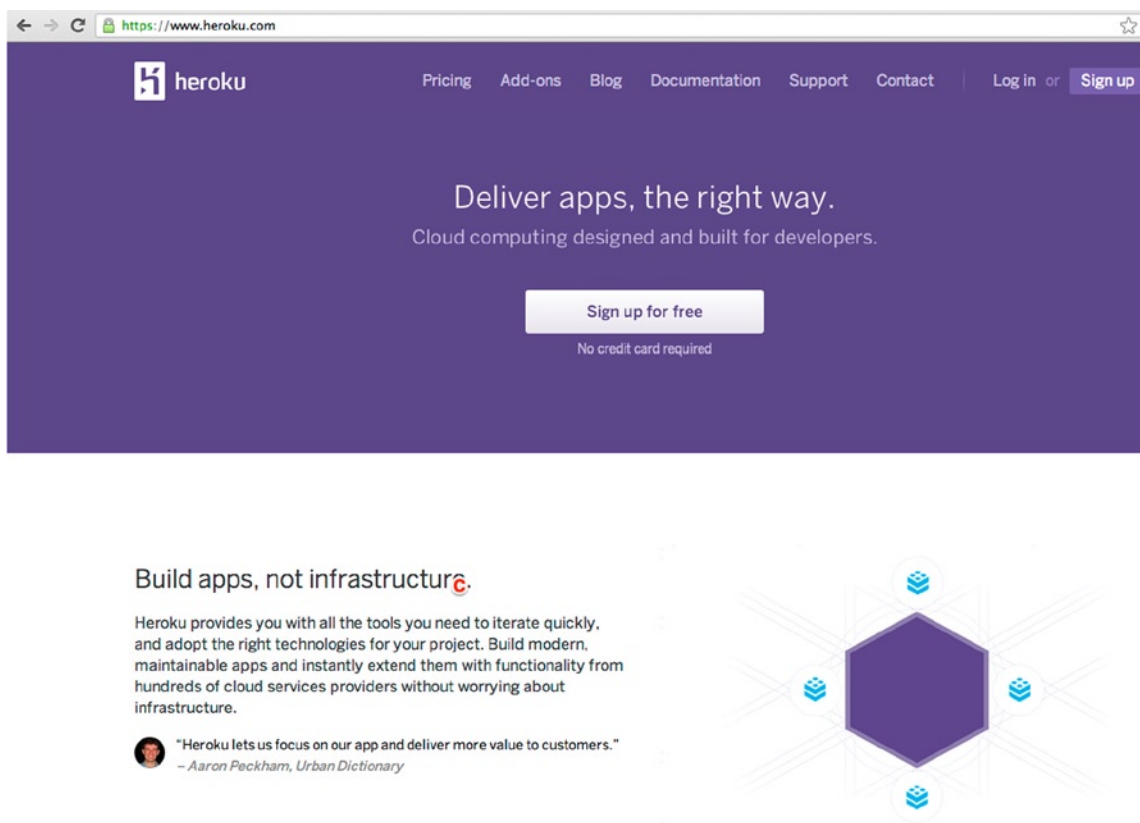 https://www.heroku.com
heroku Pricing Add-ons Blog Documentation Support Contact Log in or Sign up
Deliver apps, the right way.
Cloud computing designed and built for developers.
Sign up for free
No credit card required
Build apps, not infrastructure.
C
Heroku provides you with all the tools you need to iterate quickly,
and adopt the right technologies for your project. Build modern,
maintainable apps and instantly extend them with functionality from
hundreds of cloud services providers without worrying about
infrastructure.
"Heroku lets us focus on our app and deliver more value to customers."
– Aaron Peckham, Urban Dictionary